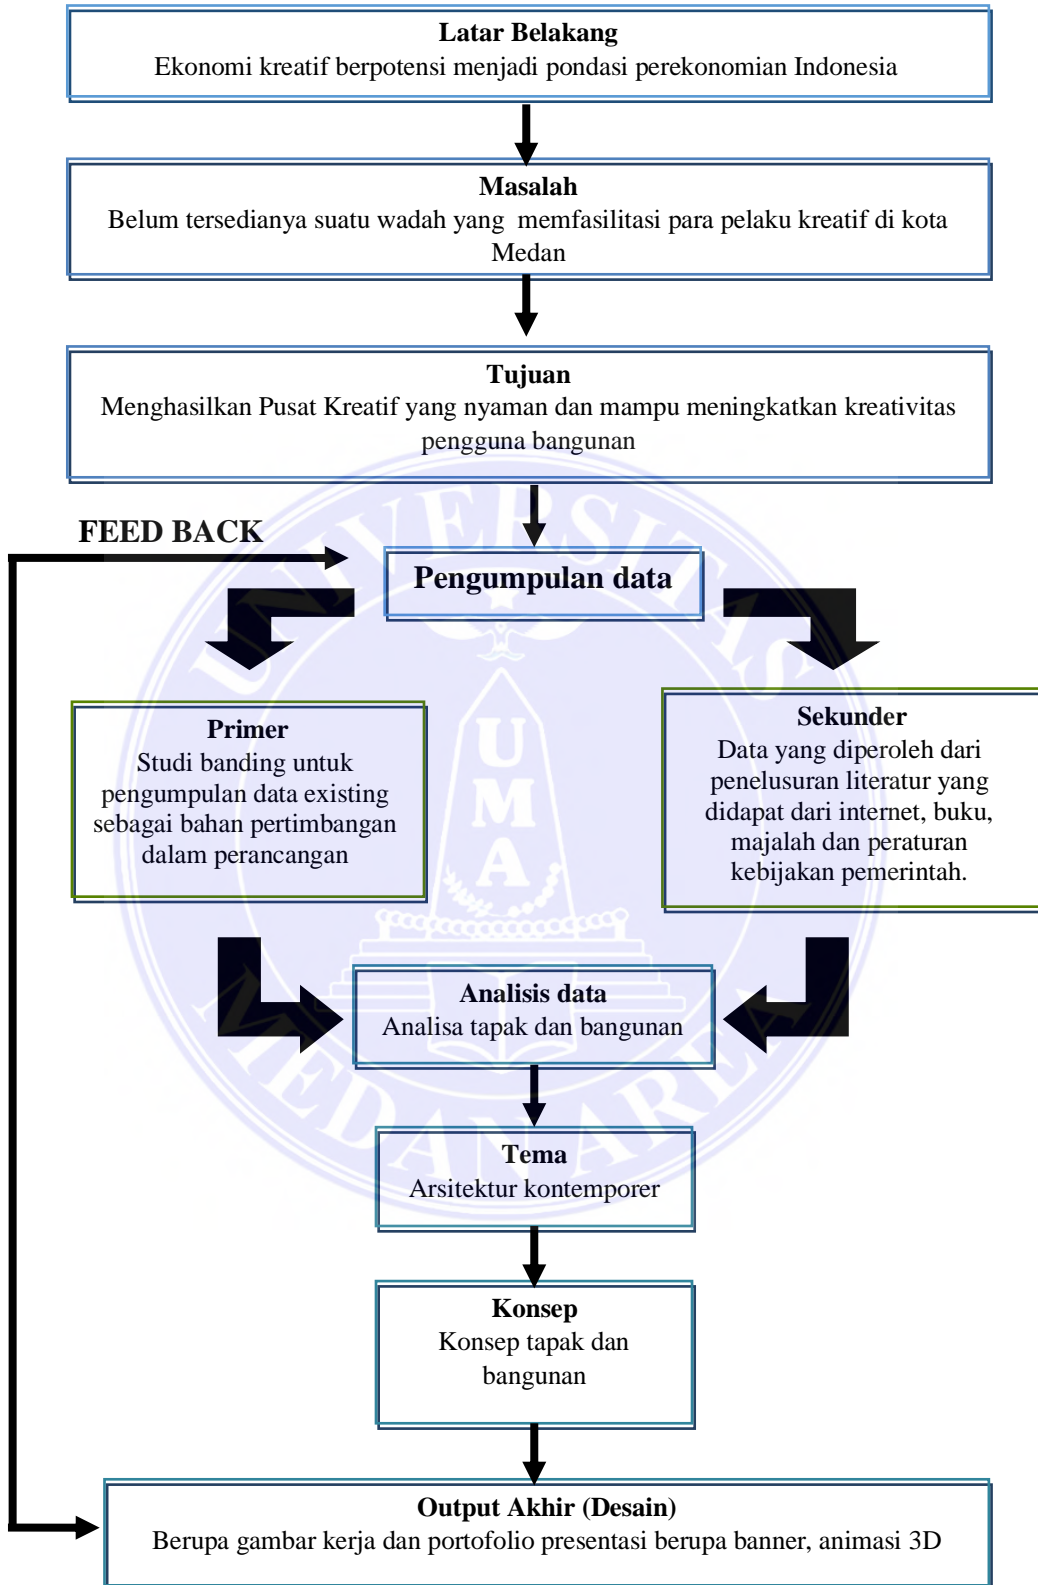 Latar Belakang
Ekonomi kreatif berpotensi menjadi pondasi perekonomian Indonesia
Masalah
Belum tersedianya suatu wadah yang  memfasilitasi para pelaku kreatif di kota
Medan
Tujuan
Menghasilkan Pusat Kreatif yang nyaman dan mampu meningkatkan kreativitas
pengguna bangunan
FEED BACK
Pengumpulan data
Primer
Studi banding untuk
pengumpulan data existing
sebagai bahan pertimbangan
dalam perancangan
Sekunder
Data yang diperoleh dari
penelusuran literatur yang
didapat dari internet, buku,
majalah dan peraturan
kebijakan pemerintah.
Analisis data
Analisa tapak dan bangunan
Tema
Arsitektur kontemporer
Konsep
Konsep tapak dan
bangunan
Output Akhir (Desain)
Berupa gambar kerja dan portofolio presentasi berupa banner, animasi 3D
UNIVERSITAS
UMA
MEDAN AREA